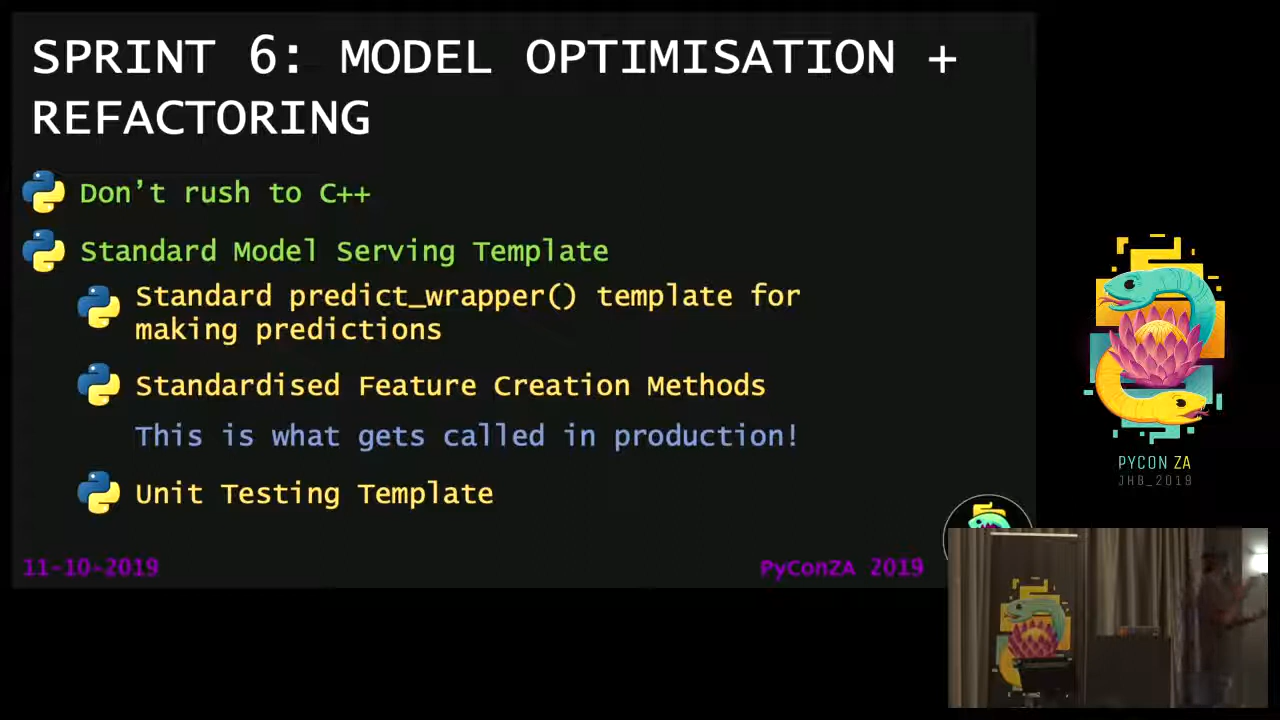 SPRINT 6: MODEL OPTIMISATION +
REFACTORING
Don't rush to C++
Standard Model Serving Template
Standard predict_wrapper() template for
making predictions
Standardised Feature Creation Methods
This is what gets called in production!
Unit Testing Template
11-10-2019
PyConZA 2019
PYCON ZA
JHB_2019